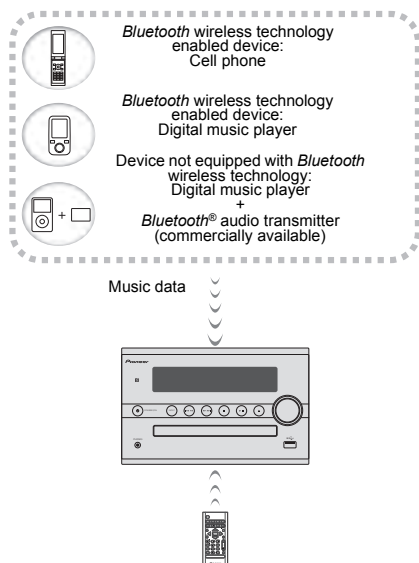 Bluetooth wireless technology
enabled device:
Cell phone
Bluetooth wireless technology
enabled device:
Digital music player
Device not equipped with Bluetooth
wireless technology:
Digital music player
+
Bluetooth® audio transmitter
(commercially available)
+
Music data
Pioneer